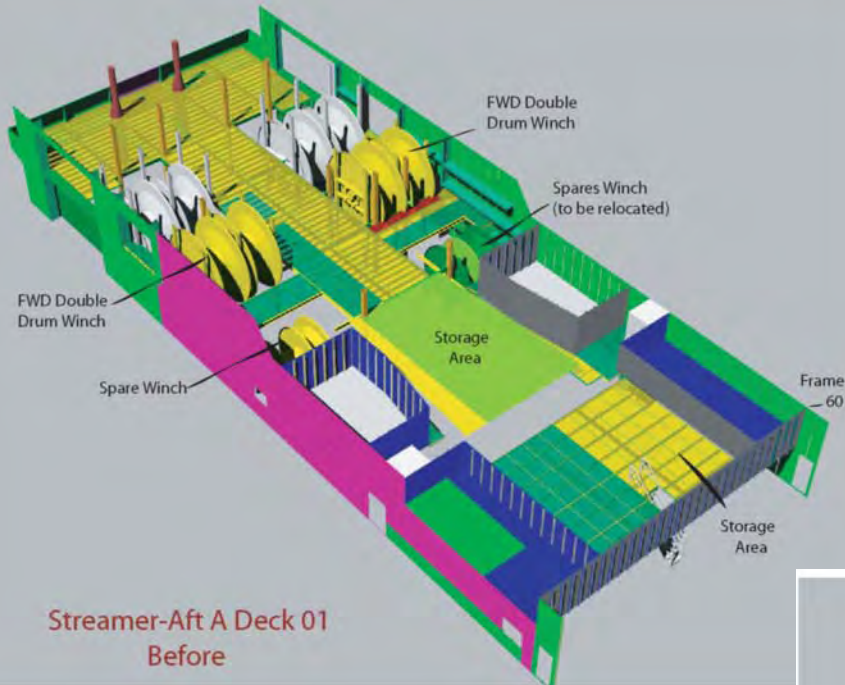 FWD Double
Drum Winch
Spares Winch
(to be relocated)
FWD Double
Drum Winch
Storage
Area
Spare Winch
Frame
60
Storage
Area
Streamer-Aft A Deck 01
Before